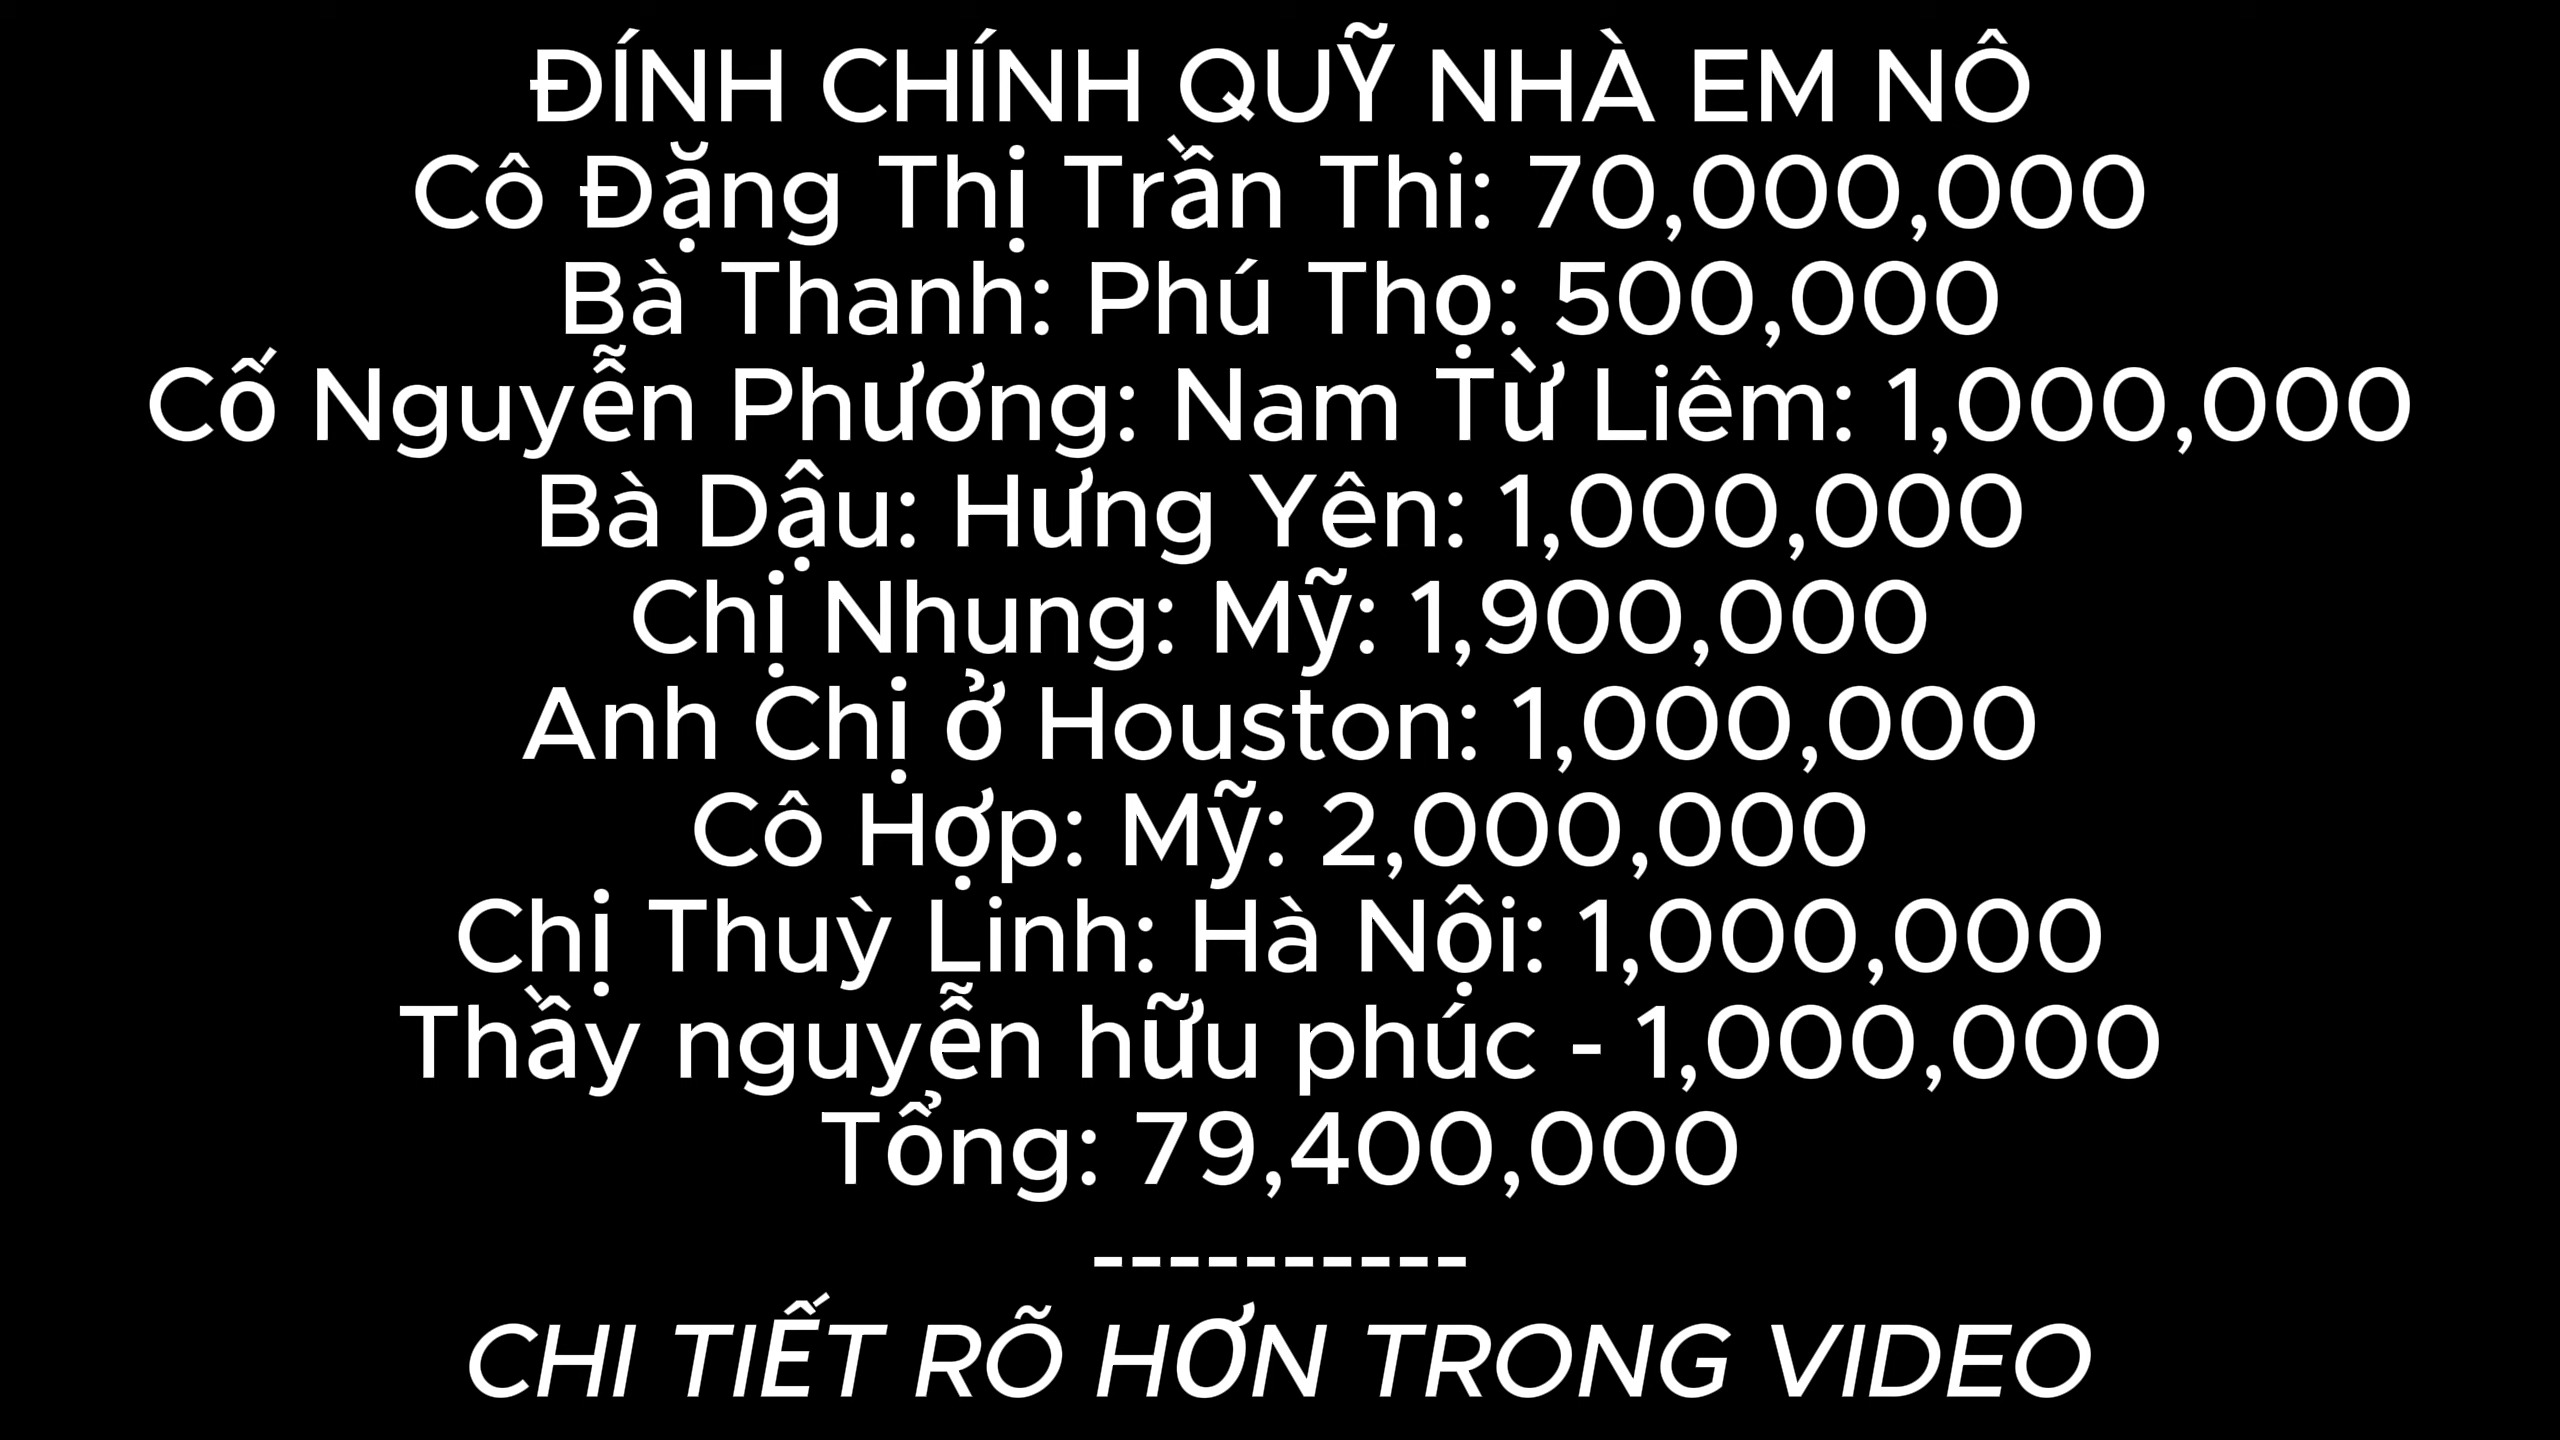 ĐÍNH CHÍNH QUỸ NHÀ EM NÔ
Cô Đặng Thị Trần Thi: 70,000,000
Bà Thanh: Phú Thọ: 500,000
Cố Nguyễn Phương: Nam Từ Liêm: 1,000,000
Bà Dậu: Hưng Yên: 1,000,000
Chị Nhung: Mỹ: 1,900,000
Anh Chị ở Houston: 1,000,000
Cô Hợp: Mỹ: 2,000,000
Chị Thuỳ Linh: Hà Nội: 1,000,000
Thầy nguyễn hữu phúc - 1,000,000
Tổng: 79,400,000
----------
CHI TIẾT RÕ HƠN TRONG VIDEO